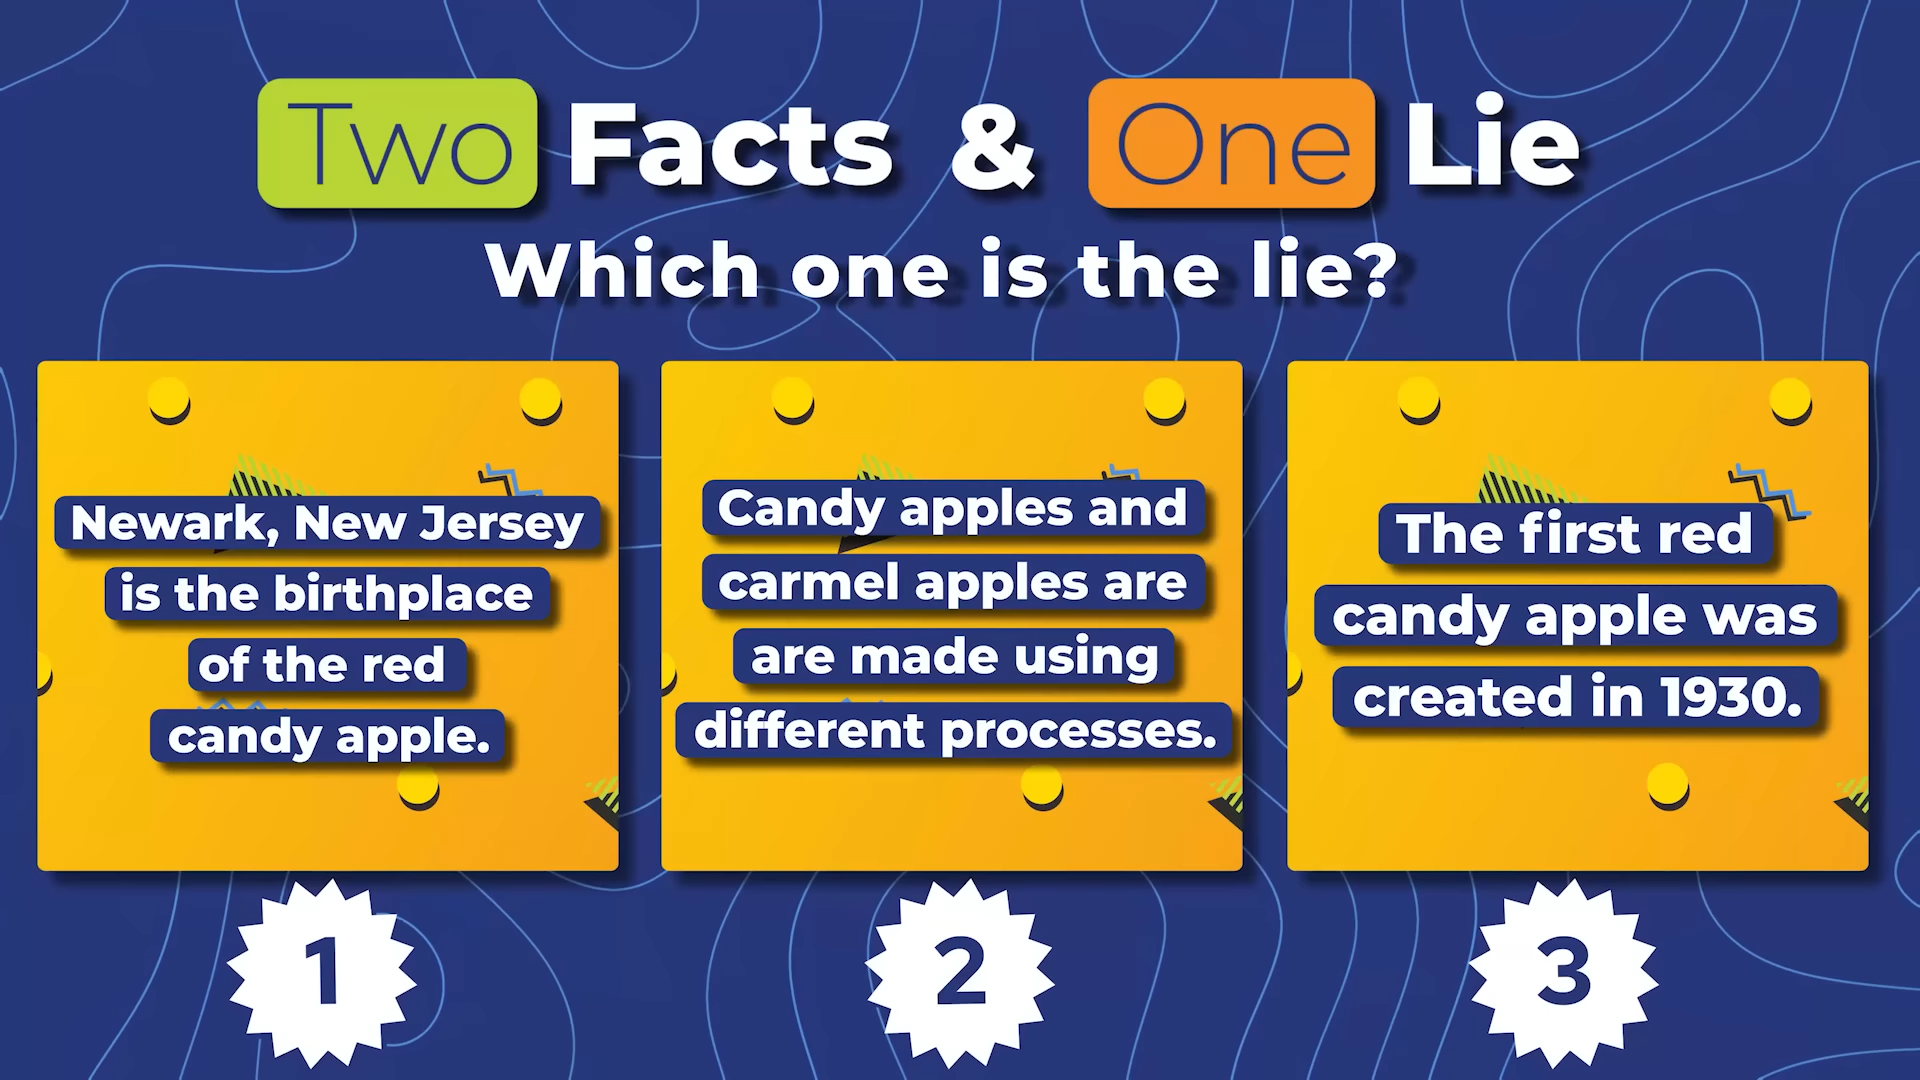 Two Facts & One Lie
Which one is the lie?
Newark, New Jersey
is the birthplace
of the red
candy apple.
Candy apples and
carmel apples are
are made using
different processes.
The first red
candy apple was
created in 1930.
1
2
3